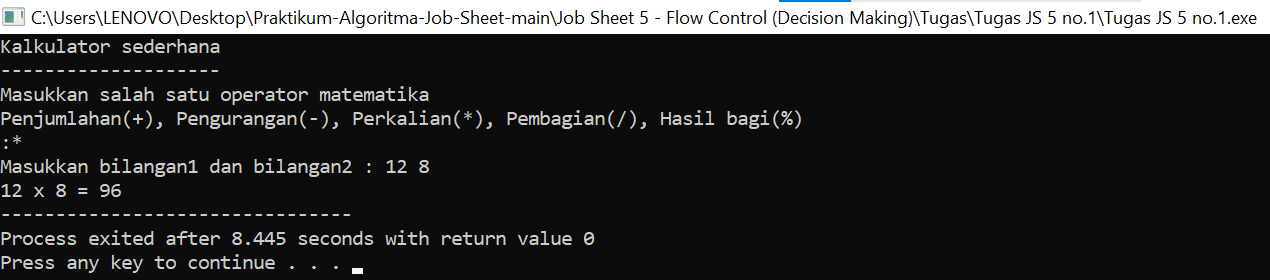 C:\Users\LENOVO\Desktop\Praktikum-Algoritma-Job-Sheet-main\Job Sheet 5 - Flow Control (Decision Making)\Tugas\Tugas JS 5 no.1\Tugas JS 5 no.1.exe
Kalkulator sederhana
--------------------
Masukkan salah satu operator matematika
Penjumlahan(+), Pengurangan(-), Perkalian(*), Pembagian(/), Hasil bagi(%)
:*
Masukkan bilangan1 dan bilangan2 : 12 8
12 x 8 = 96
--------------------------------
Process exited after 8.445 seconds with return value 0
Press any key to continue . . .